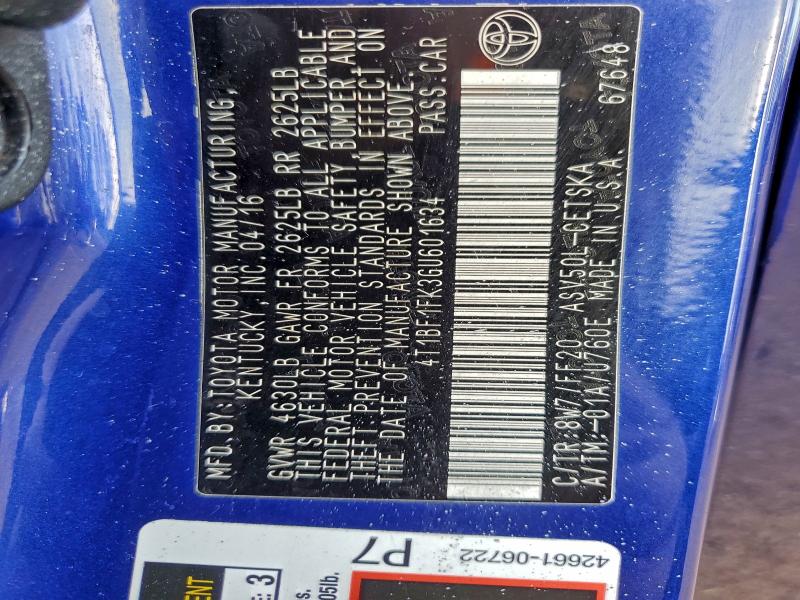 MFD. BY: TOYOTA MOTOR MANUFACTURING,
KENTUCKY, INC. 04/16
GVWR 4630LB GAWR FR 2625LB RR 2625LB
THIS VEHICLE CONFORMS TO ALL APPLICABLE
FEDERAL MOTOR VEHICLE SAFETY, BUMPER, AND
THEFT PREVENTION STANDARDS IN EFFECT ON
THE DATE OF MANUFACTURE SHOWN ABOVE.
4T1BF1FK3GU601634 PASS. CAR
C/TR: 8W7/FF20 ASV50L-CETSKA
A/TM: -01A/U760E MADE IN U.S.A. 67648
P7
42661-06722
ENT
: 3
s.
05lb.